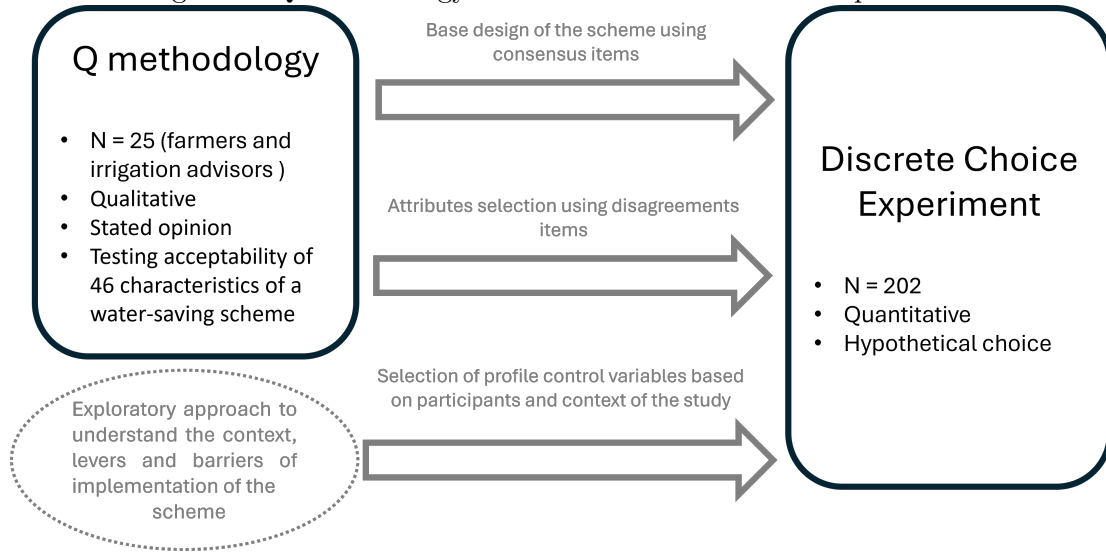 Q methodology
• N = 25 (farmers and
irrigation advisors )
• Qualitative
• Stated opinion
• Testing acceptability of
46 characteristics of a
water-saving scheme
Exploratory approach to
understand the context,
levers and barriers of
implementation of the
scheme
Base design of the scheme using
consensus items
Attributes selection using disagreements
items
Selection of profile control variables based
on participants and context of the study
Discrete Choice
Experiment
• N = 202
• Quantitative
• Hypothetical choice